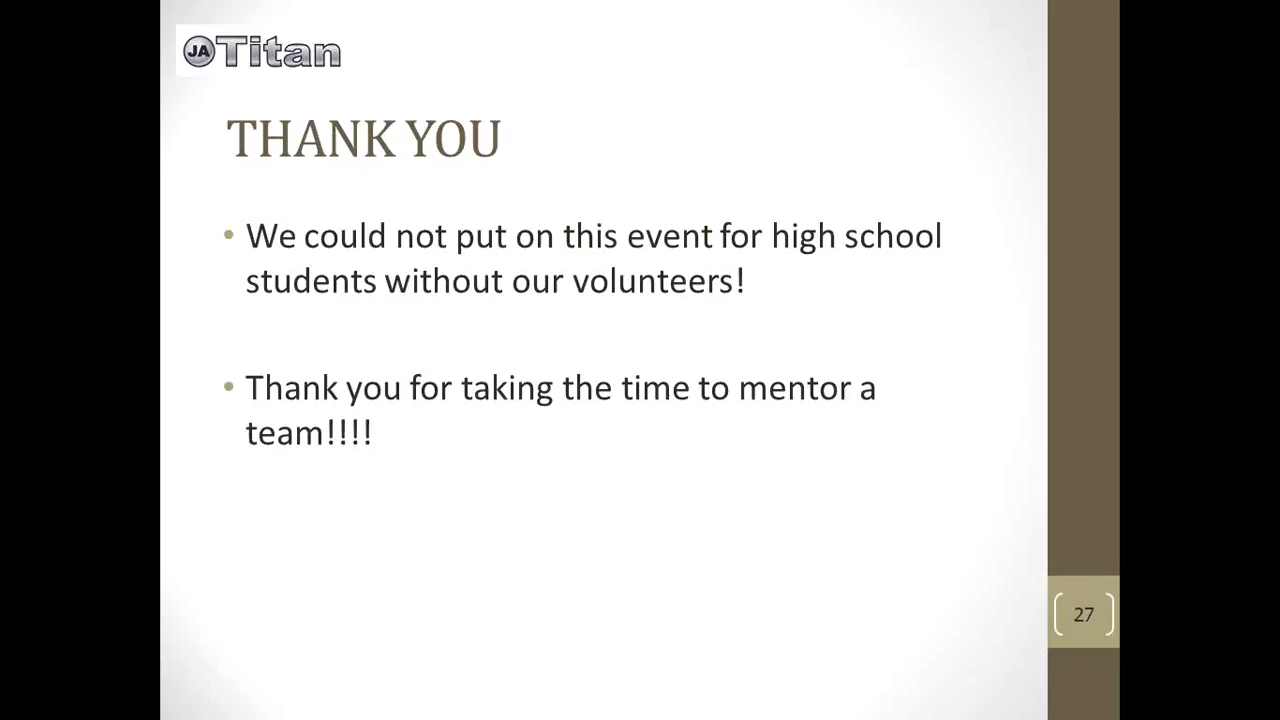 JA Titan
THANK YOU
• We could not put on this event for high school
students without our volunteers!
• Thank you for taking the time to mentor a
team!!!!
27